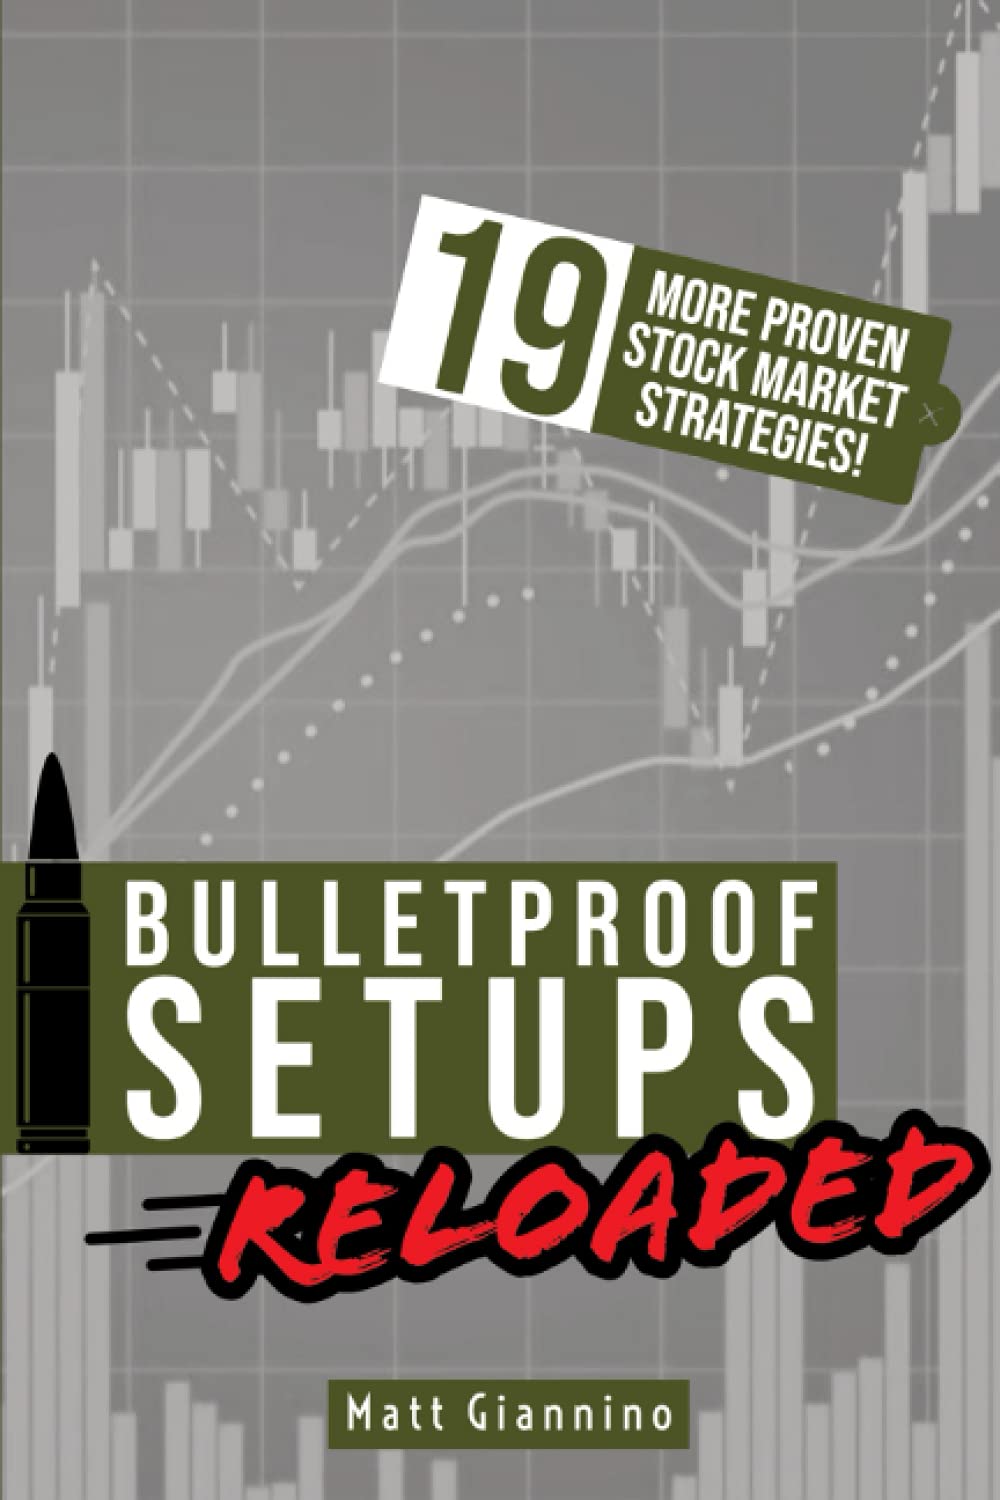 19
MORE PROVEN
STOCK MARKET
STRATEGIES!
BULLETPROOF
SETUPS
RELOADED
Matt Giannino